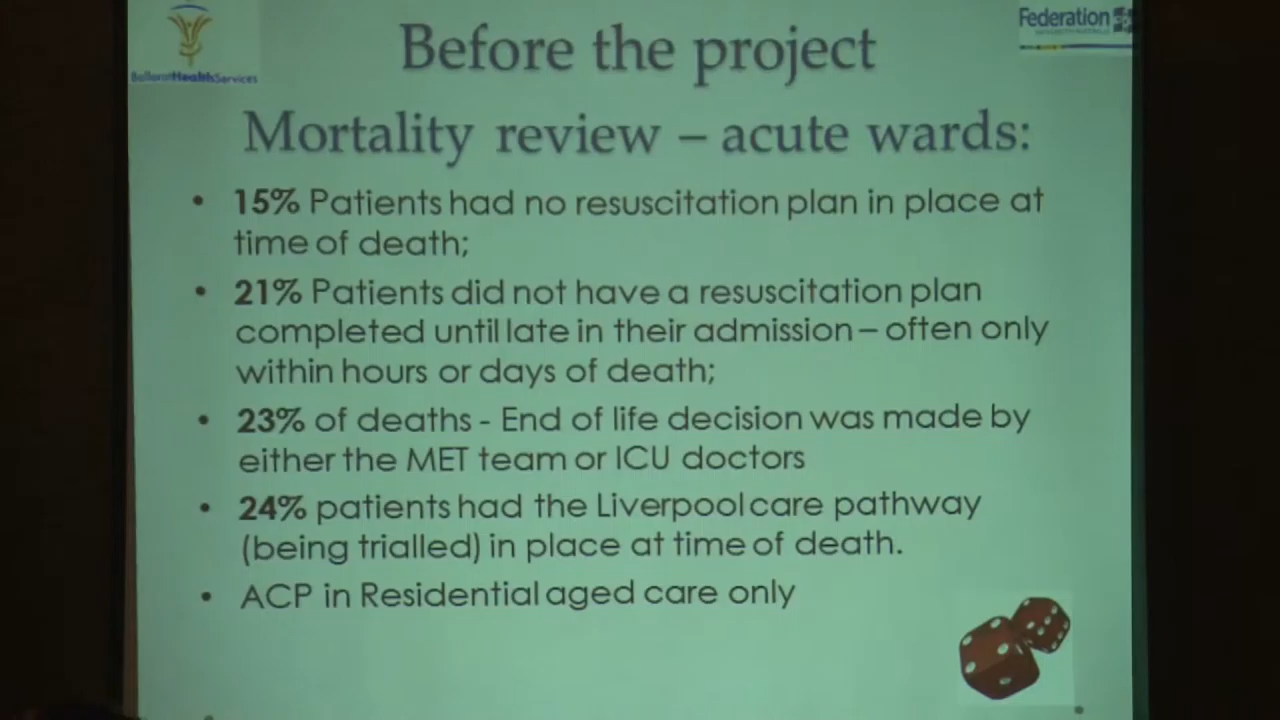 BallaratHealthServices
Federation
Before the project
Mortality review – acute wards:
• 15% Patients had no resuscitation plan in place at
time of death;
• 21% Patients did not have a resuscitation plan
completed until late in their admission – often only
within hours or days of death;
• 23% of deaths - End of life decision was made by
either the MET team or ICU doctors
• 24% patients had the Liverpool care pathway
(being trialled) in place at time of death.
• ACP in Residential aged care only